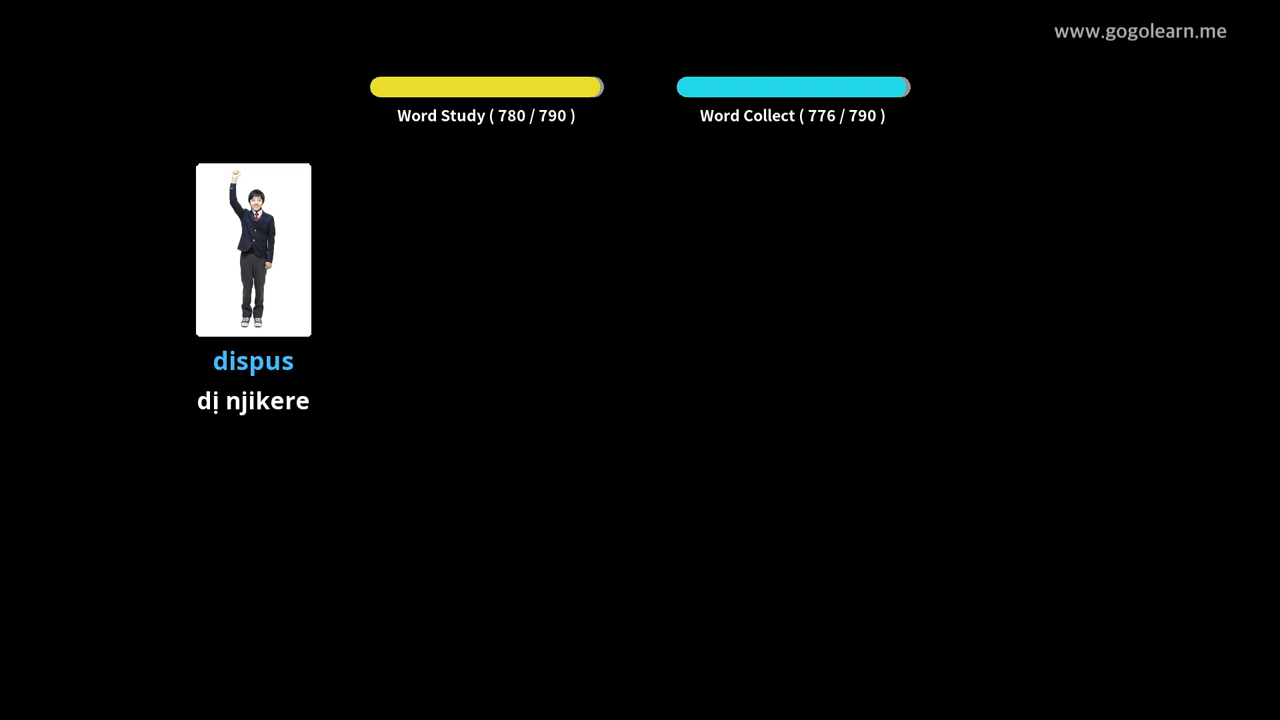 www.gogolearn.me
Word Study ( 780 / 790 )
Word Collect ( 776 / 790 )
dispus
dị njikere